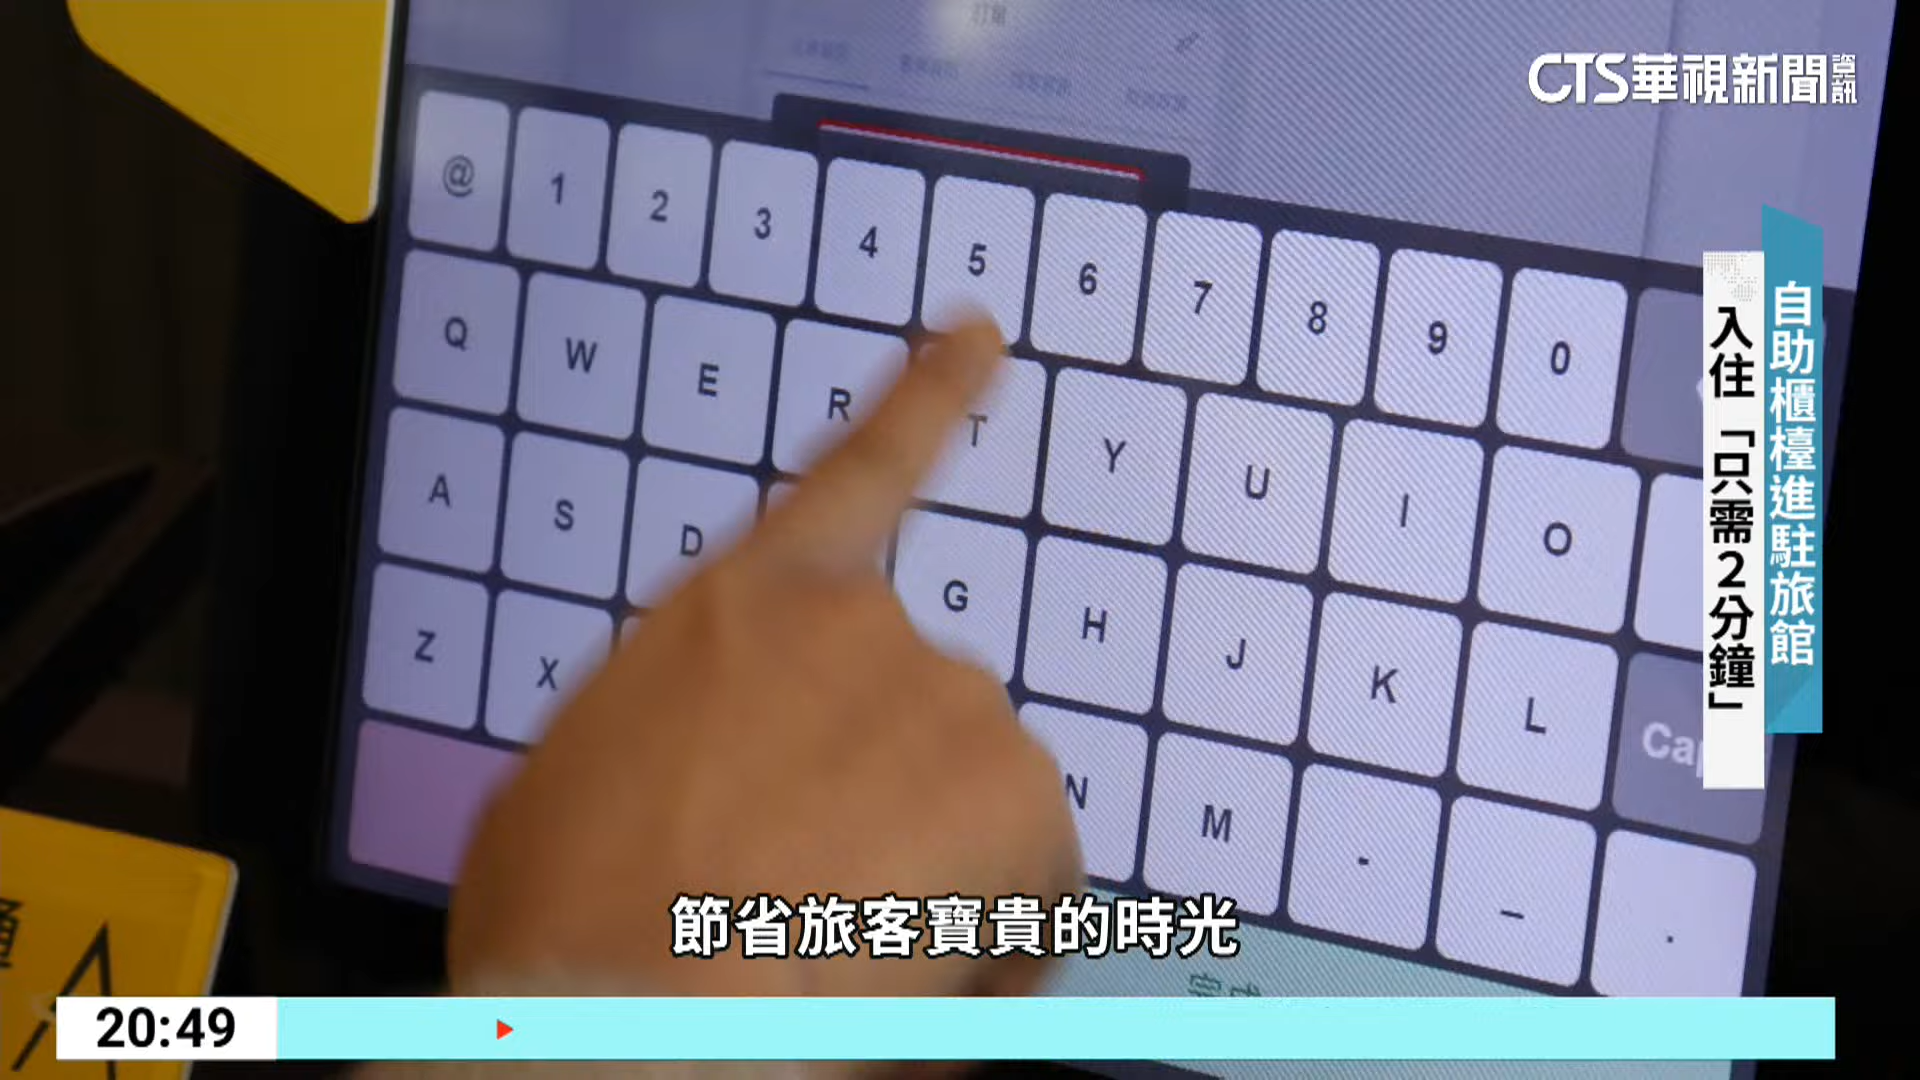 CTS華視新聞資訊
自助櫃檯進駐旅館
入住「只需2分鐘」
@ 1 2 3 4 5 6 7 8 9 0
Q W E R T Y U I O
A S D G H J K L
Z X N M - _ .
節省旅客寶貴的時光
20:49